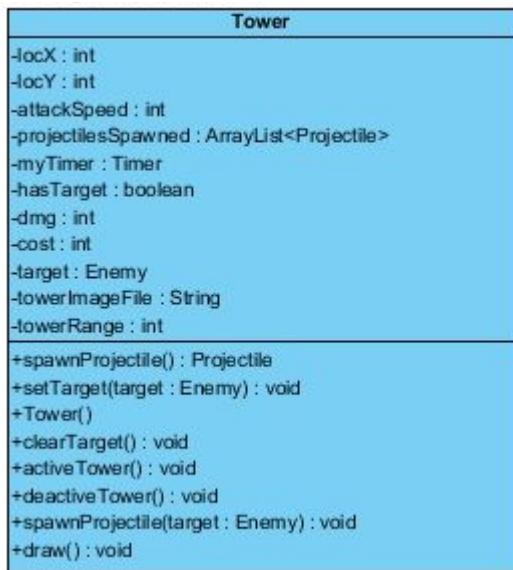 Tower
-locX : int
-locY : int
-attackSpeed : int
-projectilesSpawned : ArrayList<Projectile>
-myTimer : Timer
-hasTarget : boolean
-dmg : int
-cost : int
-target : Enemy
-towerImageFile : String
-towerRange : int
+spawnProjectile() : Projectile
+setTarget(target : Enemy) : void
+Tower()
+clearTarget() : void
+activeTower() : void
+deactiveTower() : void
+spawnProjectile(target : Enemy) : void
+draw() : void